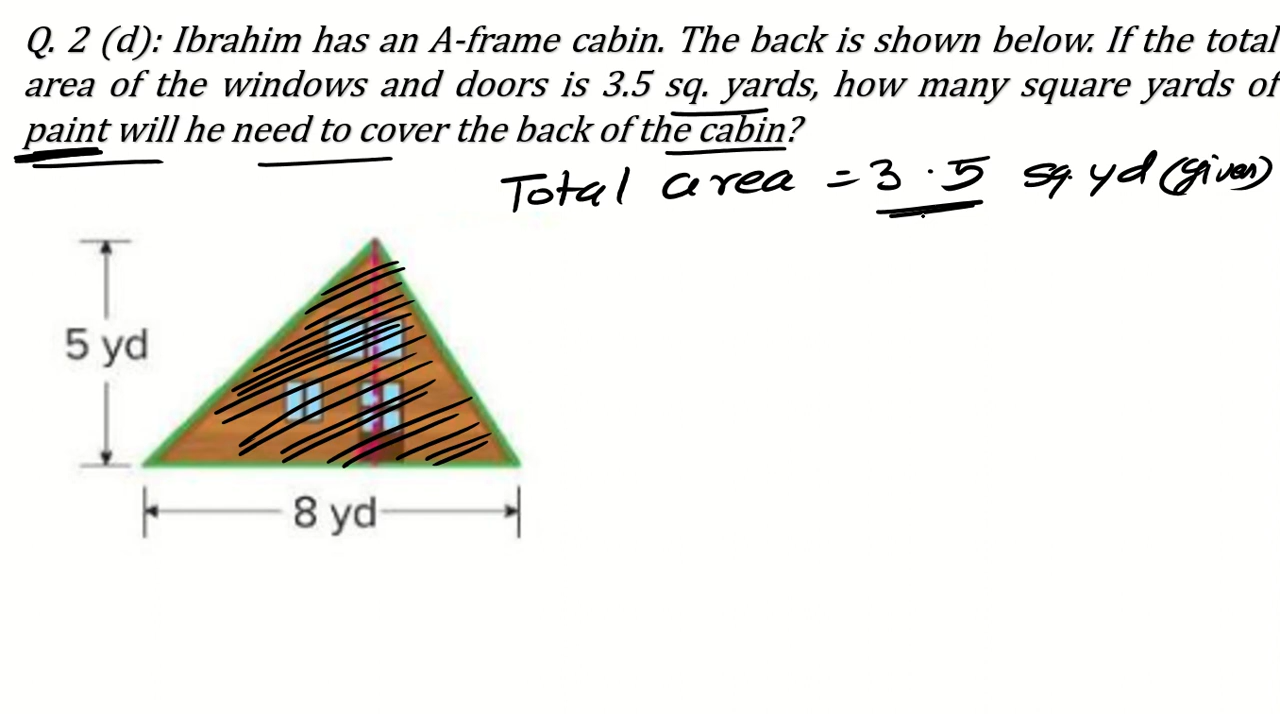 Q. 2 (d): Ibrahim has an A-frame cabin. The back is shown below. If the total
area of the windows and doors is 3.5 sq. yards, how many square yards of
paint will he need to cover the back of the cabin?
Total area = 3.5 sq. yd (given)
5 yd
8 yd